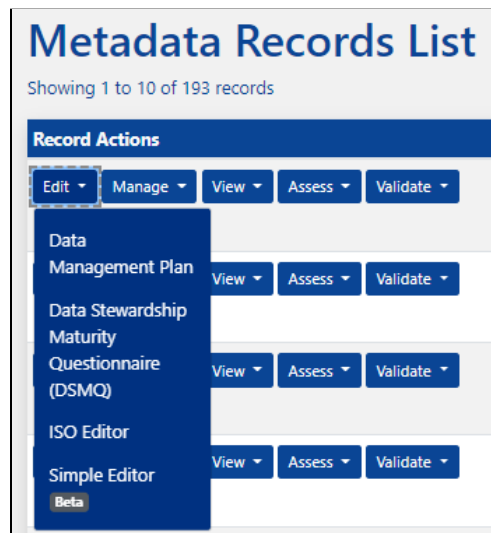 Metadata Records List
Showing 1 to 10 of 193 records
Record Actions
Edit Manage View Assess Validate
Data
Management Plan
View Assess Validate
Data Stewardship
Maturity
Questionnaire
(DSMQ)
View Assess Validate
ISO Editor
Simple Editor
Beta
View Assess Validate